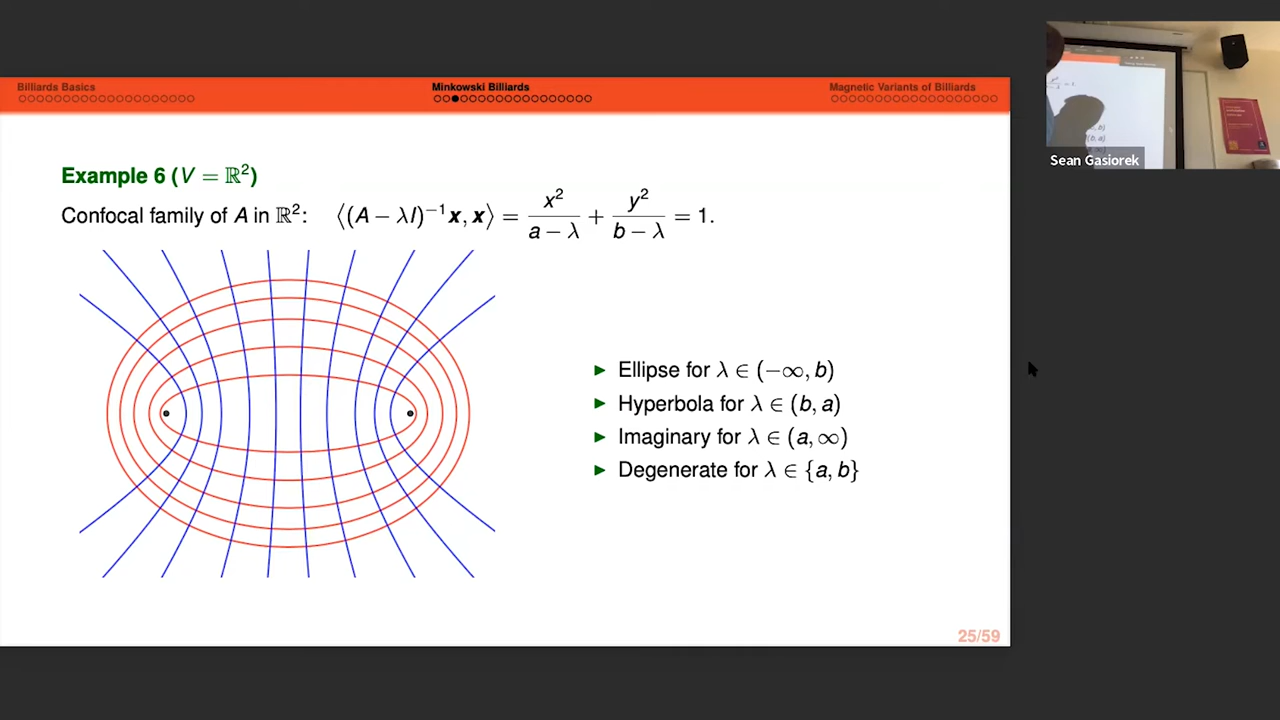 Billiards Basics
Minkowski Billiards
Magnetic Variants of Billiards
Example 6 (V = ℝ²)
Confocal family of A in ℝ²: ⟨(A − λI)⁻¹x, x⟩ = x²/(a − λ) + y²/(b − λ) = 1.
▶ Ellipse for λ ∈ (−∞, b)
▶ Hyperbola for λ ∈ (b, a)
▶ Imaginary for λ ∈ (a, ∞)
▶ Degenerate for λ ∈ {a, b}
25/59
Sean Gasiorek